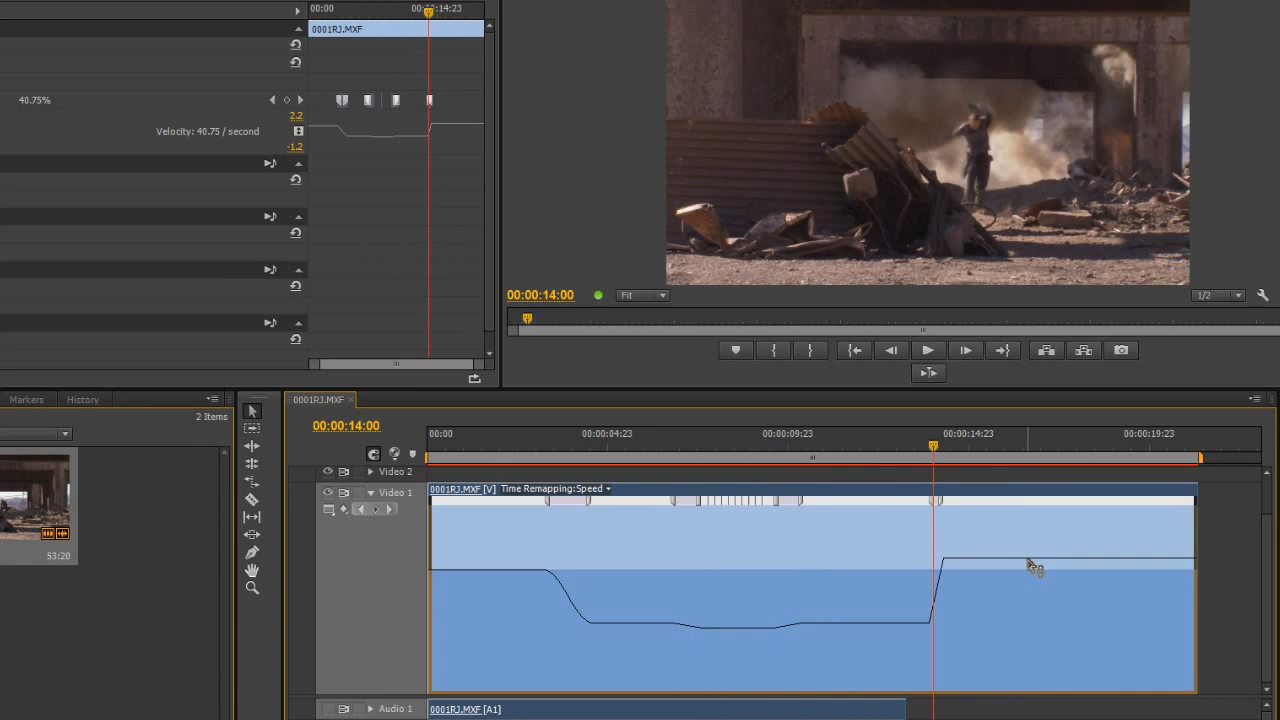 00:00
00:00:14:23
0001RJ.MXF
40.75%
2.2
Velocity: 40.75 / second
-1.2
00:00:14:00
Fit
1/2
Markers
History
2 Items
53:20
0001RJ.MXF
00:00:14:00
00:00
00:00:04:23
00:00:09:23
00:00:14:23
00:00:19:23
Video 2
Video 1
0001RJ.MXF [V] Time Remapping:Speed
Audio 1
0001RJ.MXF [A1]